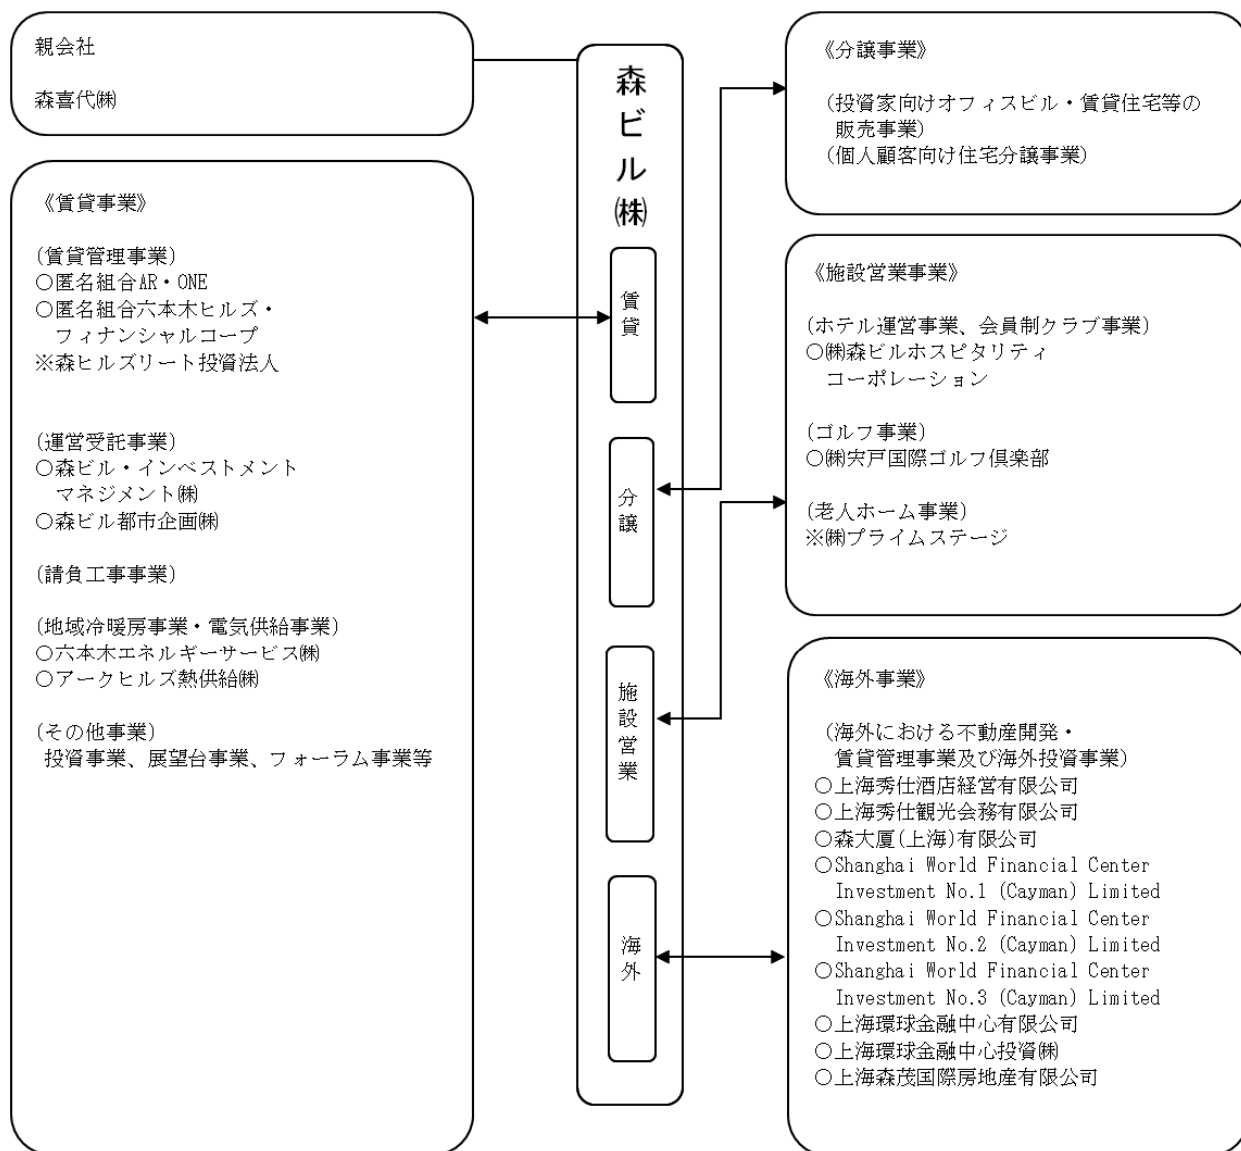 親会社
森喜代㈱
《賃貸事業》
(賃貸管理事業)
○匿名組合AR・ONE
○匿名組合六本木ヒルズ・
フィナンシャルコープ
※森ヒルズリート投資法人
(運営受託事業)
○森ビル・インベストメント
マネジメント㈱
○森ビル都市企画㈱
(請負工事事業)
(地域冷暖房事業・電気供給事業)
○六本木エネルギーサービス㈱
○アークヒルズ熱供給㈱
(その他事業)
投資事業、展望台事業、フォーラム事業等
森ビル㈱
賃貸
分譲
施設営業
海外
《分譲事業》
(投資家向けオフィスビル・賃貸住宅等の
販売事業)
(個人顧客向け住宅分譲事業)
《施設営業事業》
(ホテル運営事業、会員制クラブ事業)
○㈱森ビルホスピタリティ
コーポレーション
(ゴルフ事業)
○㈱宍戸国際ゴルフ倶楽部
(老人ホーム事業)
※㈱プライムステージ
《海外事業》
(海外における不動産開発・
賃貸管理事業及び海外投資事業)
○上海秀仕酒店経営有限公司
○上海秀仕観光会務有限公司
○森大厦(上海)有限公司
○Shanghai World Financial Center
Investment No.1 (Cayman) Limited
○Shanghai World Financial Center
Investment No.2 (Cayman) Limited
○Shanghai World Financial Center
Investment No.3 (Cayman) Limited
○上海環球金融中心有限公司
○上海環球金融中心投資㈱
○上海森茂国際房地産有限公司